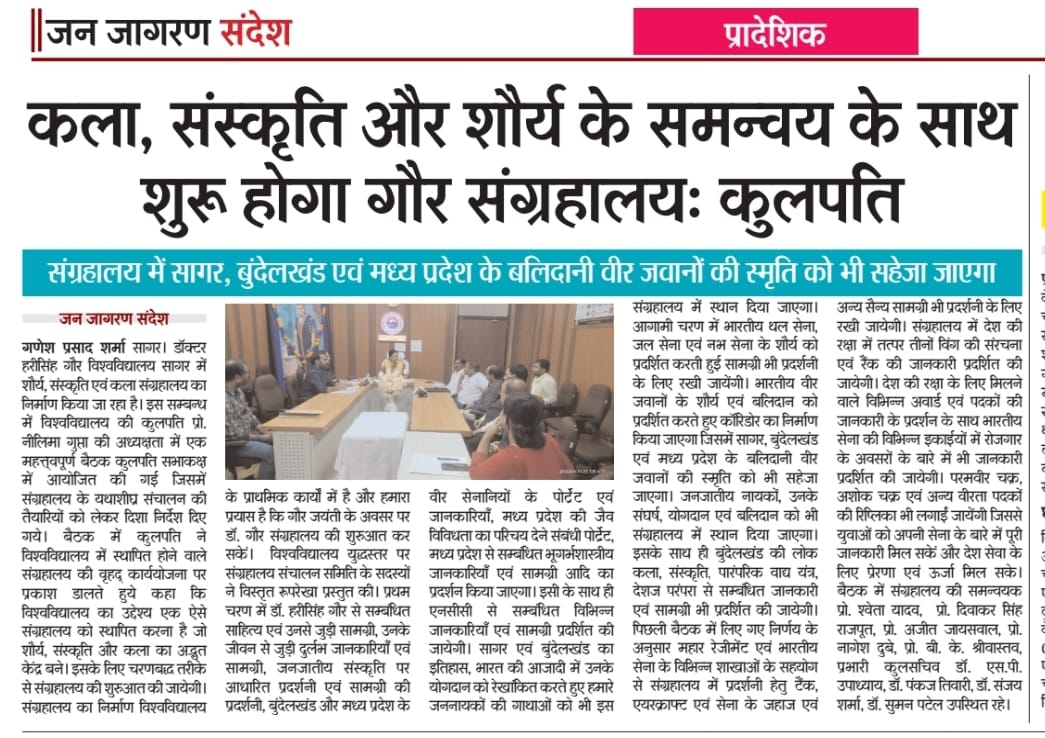 जन जागरण संदेश
प्रादेशिक
कला, संस्कृति और शौर्य के समन्वय के साथ
शुरू होगा गौर संग्रहालयः कुलपति
संग्रहालय में सागर, बुंदेलखंड एवं मध्य प्रदेश के बलिदानी वीर जवानों की स्मृति को भी सहेजा जाएगा
जन जागरण संदेश
गणेश प्रसाद शर्मा सागर। डॉक्टर
हरीसिंह गौर विश्वविद्यालय सागर में
शौर्य, संस्कृति एवं कला संग्रहालय का
निर्माण किया जा रहा है। इस सम्बन्ध
में विश्वविद्यालय की कुलपति प्रो.
नीलिमा गुप्ता की अध्यक्षता में एक
महत्त्वपूर्ण बैठक कुलपति सभाकक्ष
में आयोजित की गई जिसमें
संग्रहालय के यथाशीघ्र संचालन की
तैयारियों को लेकर दिशा निर्देश दिए
गये। बैठक में कुलपति ने
विश्वविद्यालय में स्थापित होने वाले
संग्रहालय की वृहद् कार्ययोजना पर
प्रकाश डालते हुये कहा कि
विश्वविद्यालय का उद्देश्य एक ऐसे
संग्रहालय को स्थापित करना है जो
शौर्य, संस्कृति और कला का अद्भुत
केंद्र बने। इसके लिए चरणबद्ध तरीके
से संग्रहालय की शुरुआत की जायेगी।
संग्रहालय का निर्माण विश्वविद्यालय
के प्राथमिक कार्यों में है और हमारा
प्रयास है कि गौर जयंती के अवसर पर
डॉ. गौर संग्रहालय की शुरुआत कर
सकें। विश्वविद्यालय युद्धस्तर पर
संग्रहालय संचालन समिति के सदस्यों
ने विस्तृत रूपरेखा प्रस्तुत की। प्रथम
चरण में डॉ. हरीसिंह गौर से सम्बंधित
साहित्य एवं उनसे जुड़ी सामग्री, उनके
जीवन से जुड़ी दुर्लभ जानकारियाँ एवं
सामग्री, जनजातीय संस्कृति पर
आधारित प्रदर्शनी एवं सामग्री की
प्रदर्शनी, बुंदेलखंड और मध्य प्रदेश के
वीर सेनानियों के पोर्टेट एवं
जानकारियाँ, मध्य प्रदेश की जैव
विविधता का परिचय देने संबंधी पोर्टेट,
मध्य प्रदेश से सम्बंधित भूगर्भशास्त्रीय
जानकारियाँ एवं सामग्री आदि का
प्रदर्शन किया जाएगा। इसी के साथ ही
एनसीसी से सम्बंधित विभिन्न
जानकारियाँ एवं सामग्री प्रदर्शित की
जायेगी। सागर एवं बुंदेलखंड का
इतिहास, भारत की आजादी में उनके
योगदान को रेखांकित करते हुए हमारे
जननायकों की गाथाओं को भी इस
संग्रहालय में स्थान दिया जाएगा।
आगामी चरण में भारतीय थल सेना,
जल सेना एवं नभ सेना के शौर्य को
प्रदर्शित करती हुई सामग्री भी प्रदर्शनी
के लिए रखी जायेंगी। भारतीय वीर
जवानों के शौर्य एवं बलिदान को
प्रदर्शित करते हुए कॉरिडोर का निर्माण
किया जाएगा जिसमें सागर, बुंदेलखंड
एवं मध्य प्रदेश के बलिदानी वीर
जवानों की स्मृति को भी सहेजा
जाएगा। जनजातीय नायकों, उनके
संघर्ष, योगदान एवं बलिदान को भी
संग्रहालय में स्थान दिया जाएगा।
इसके साथ ही बुंदेलखंड की लोक
कला, संस्कृति, पारंपरिक वाद्य यंत्र,
देशज परंपरा से सम्बंधित जानकारी
एवं सामग्री भी प्रदर्शित की जायेगी।
पिछली बैठक में लिए गए निर्णय के
अनुसार महार रेजीमेंट एवं भारतीय
सेना के विभिन्न शाखाओं के सहयोग
से संग्रहालय में प्रदर्शनी हेतु टैंक,
एयरक्राफ्ट एवं सेना के जहाज एवं
अन्य सैन्य सामग्री भी प्रदर्शनी के लिए
रखी जायेगी। संग्रहालय में देश की
रक्षा में तत्पर तीनों विंग की संरचना
एवं रैंक की जानकारी प्रदर्शित की
जायेगी। देश की रक्षा के लिए मिलने
वाले विभिन्न अवार्ड एवं पदकों की
जानकारी के प्रदर्शन के साथ भारतीय
सेना की विभिन्न इकाईयों में रोजगार
के अवसरों के बारे में भी जानकारी
प्रदर्शित की जायेगी। परमवीर चक्र,
अशोक चक्र एवं अन्य वीरता पदकों
की रिप्लिका भी लगाईं जायेंगी जिससे
युवाओं को अपनी सेना के बारे में पूरी
जानकारी मिल सकें और देश सेवा के
लिए प्रेरणा एवं ऊर्जा मिल सके।
बैठक में संग्रहालय की समन्वयक
प्रो. श्वेता यादव, प्रो. दिवाकर सिंह
राजपूत, प्रो. अजीत जायसवाल, प्रो.
नागेश दुबे, प्रो. बी. के. श्रीवास्तव,
प्रभारी कुलसचिव डॉ. एस.पी.
उपाध्याय, डॉ. पंकज तिवारी, डॉ. संजय
शर्मा, डॉ. सुमन पटेल उपस्थित रहे।